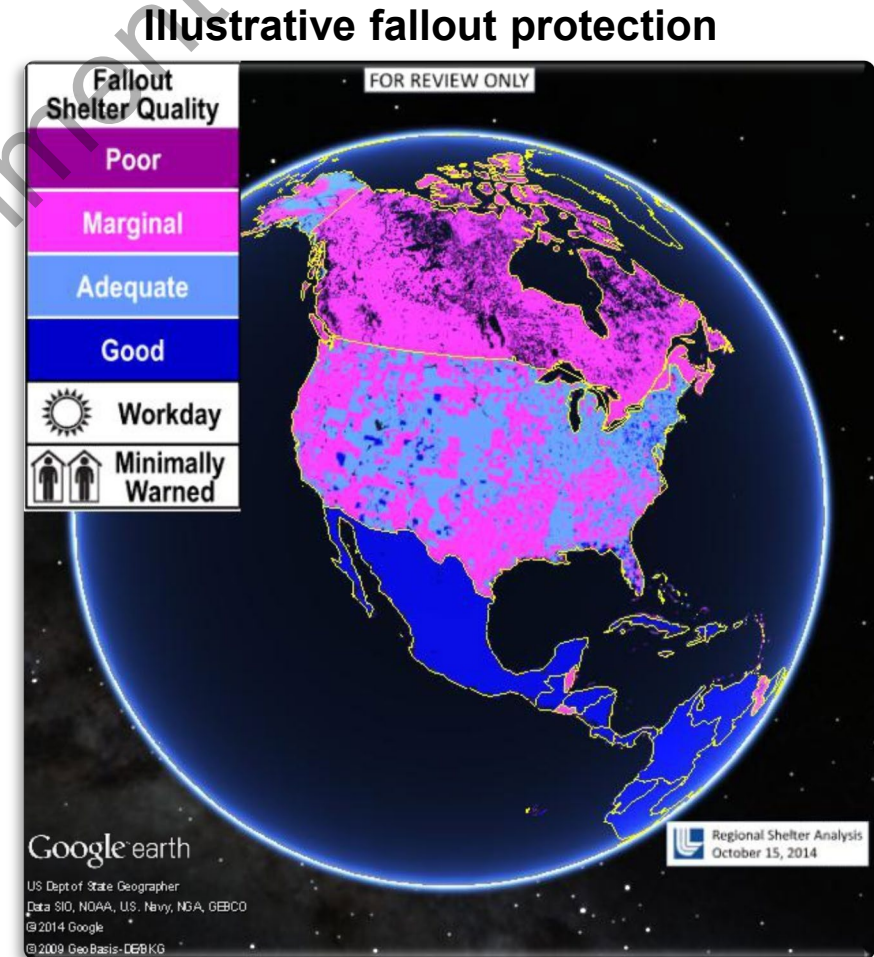 Illustrative fallout protection
Fallout
Shelter Quality
FOR REVIEW ONLY
Poor
Marginal
Adequate
Good
Workday
Minimally
Warned
Google earth
Regional Shelter Analysis
October 15, 2014
US Dept of State Geographer
Data SIO, NOAA, U.S. Navy, NGA, GEBCO
© 2014 Google
© 2009 GeoBasis-DE/BKG